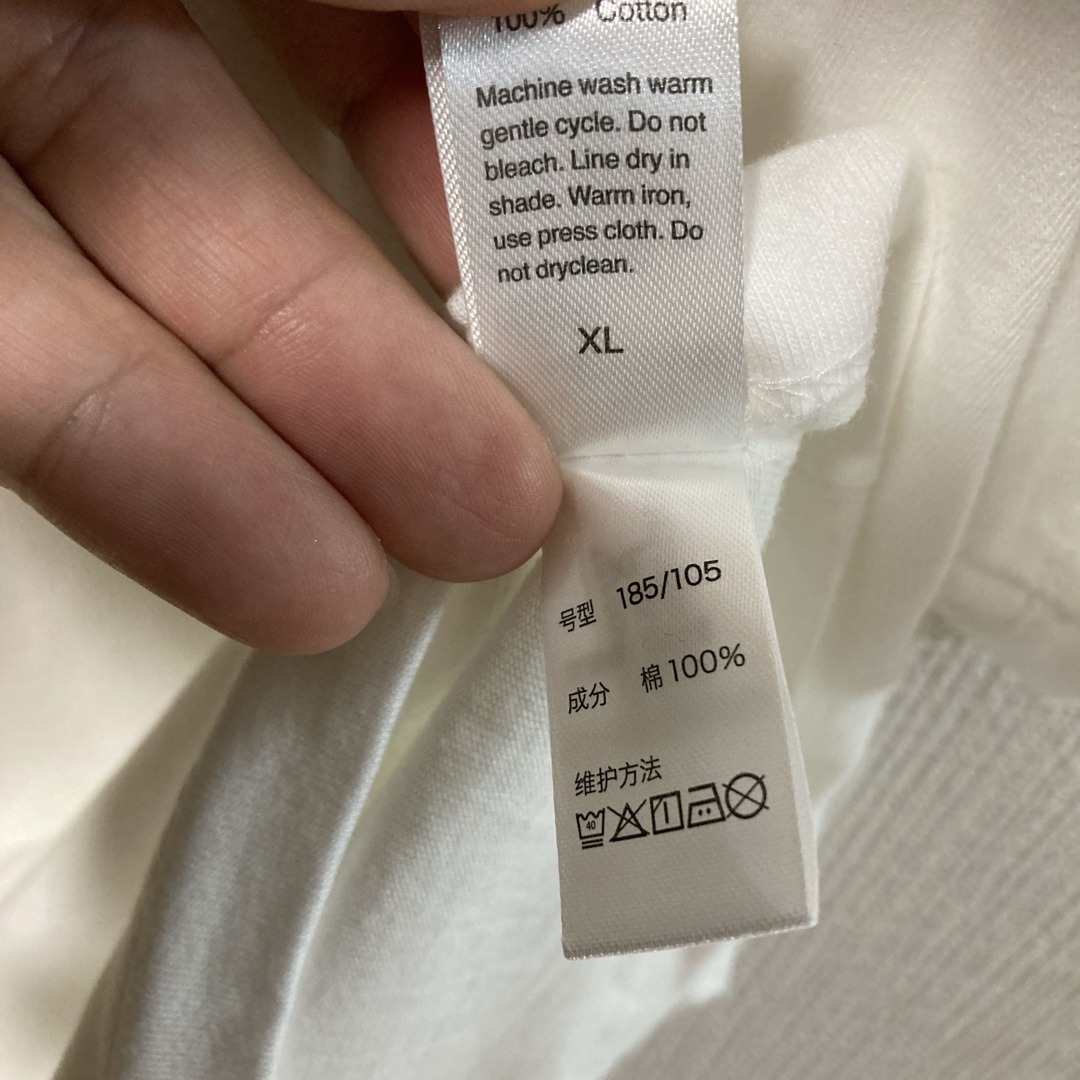 100% Cotton
Machine wash warm
gentle cycle. Do not
bleach. Line dry in
shade. Warm iron,
use press cloth. Do
not dryclean.
XL
号型 185/105
成分 棉100%
维护方法
40